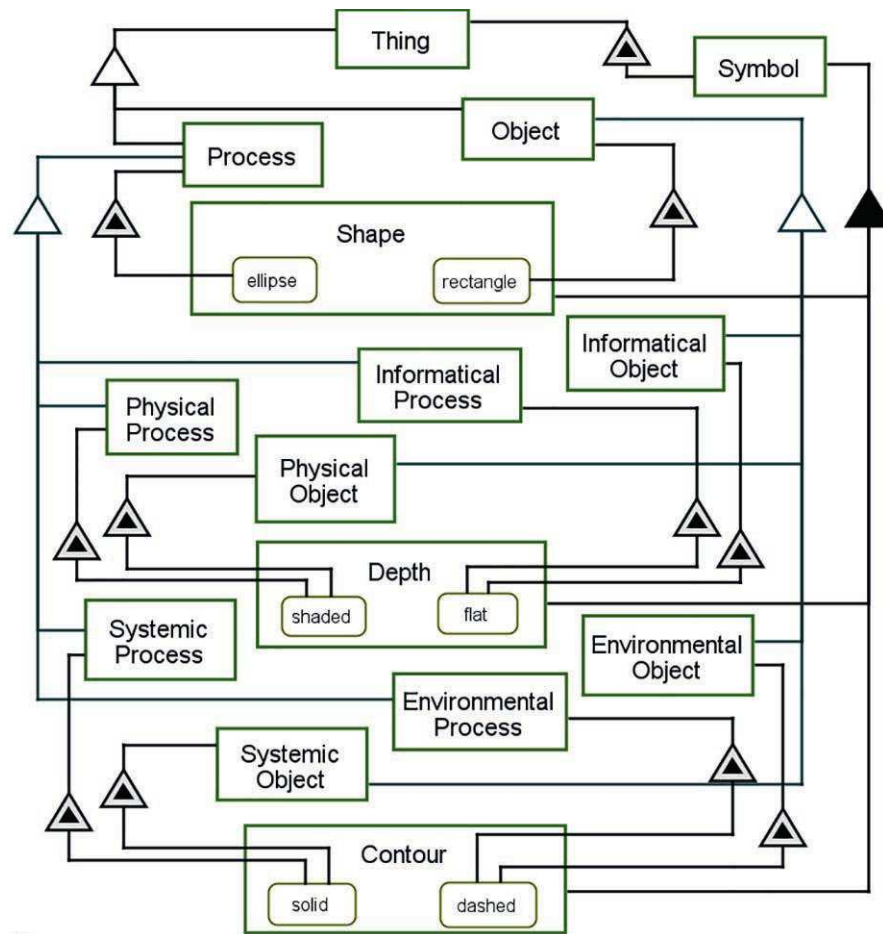 Thing
Symbol
Object
Process
Shape
ellipse
rectangle
Informatical
Object
Informatical
Process
Physical
Process
Physical
Object
Depth
shaded
flat
Systemic
Process
Environmental
Object
Environmental
Process
Systemic
Object
Contour
solid
dashed